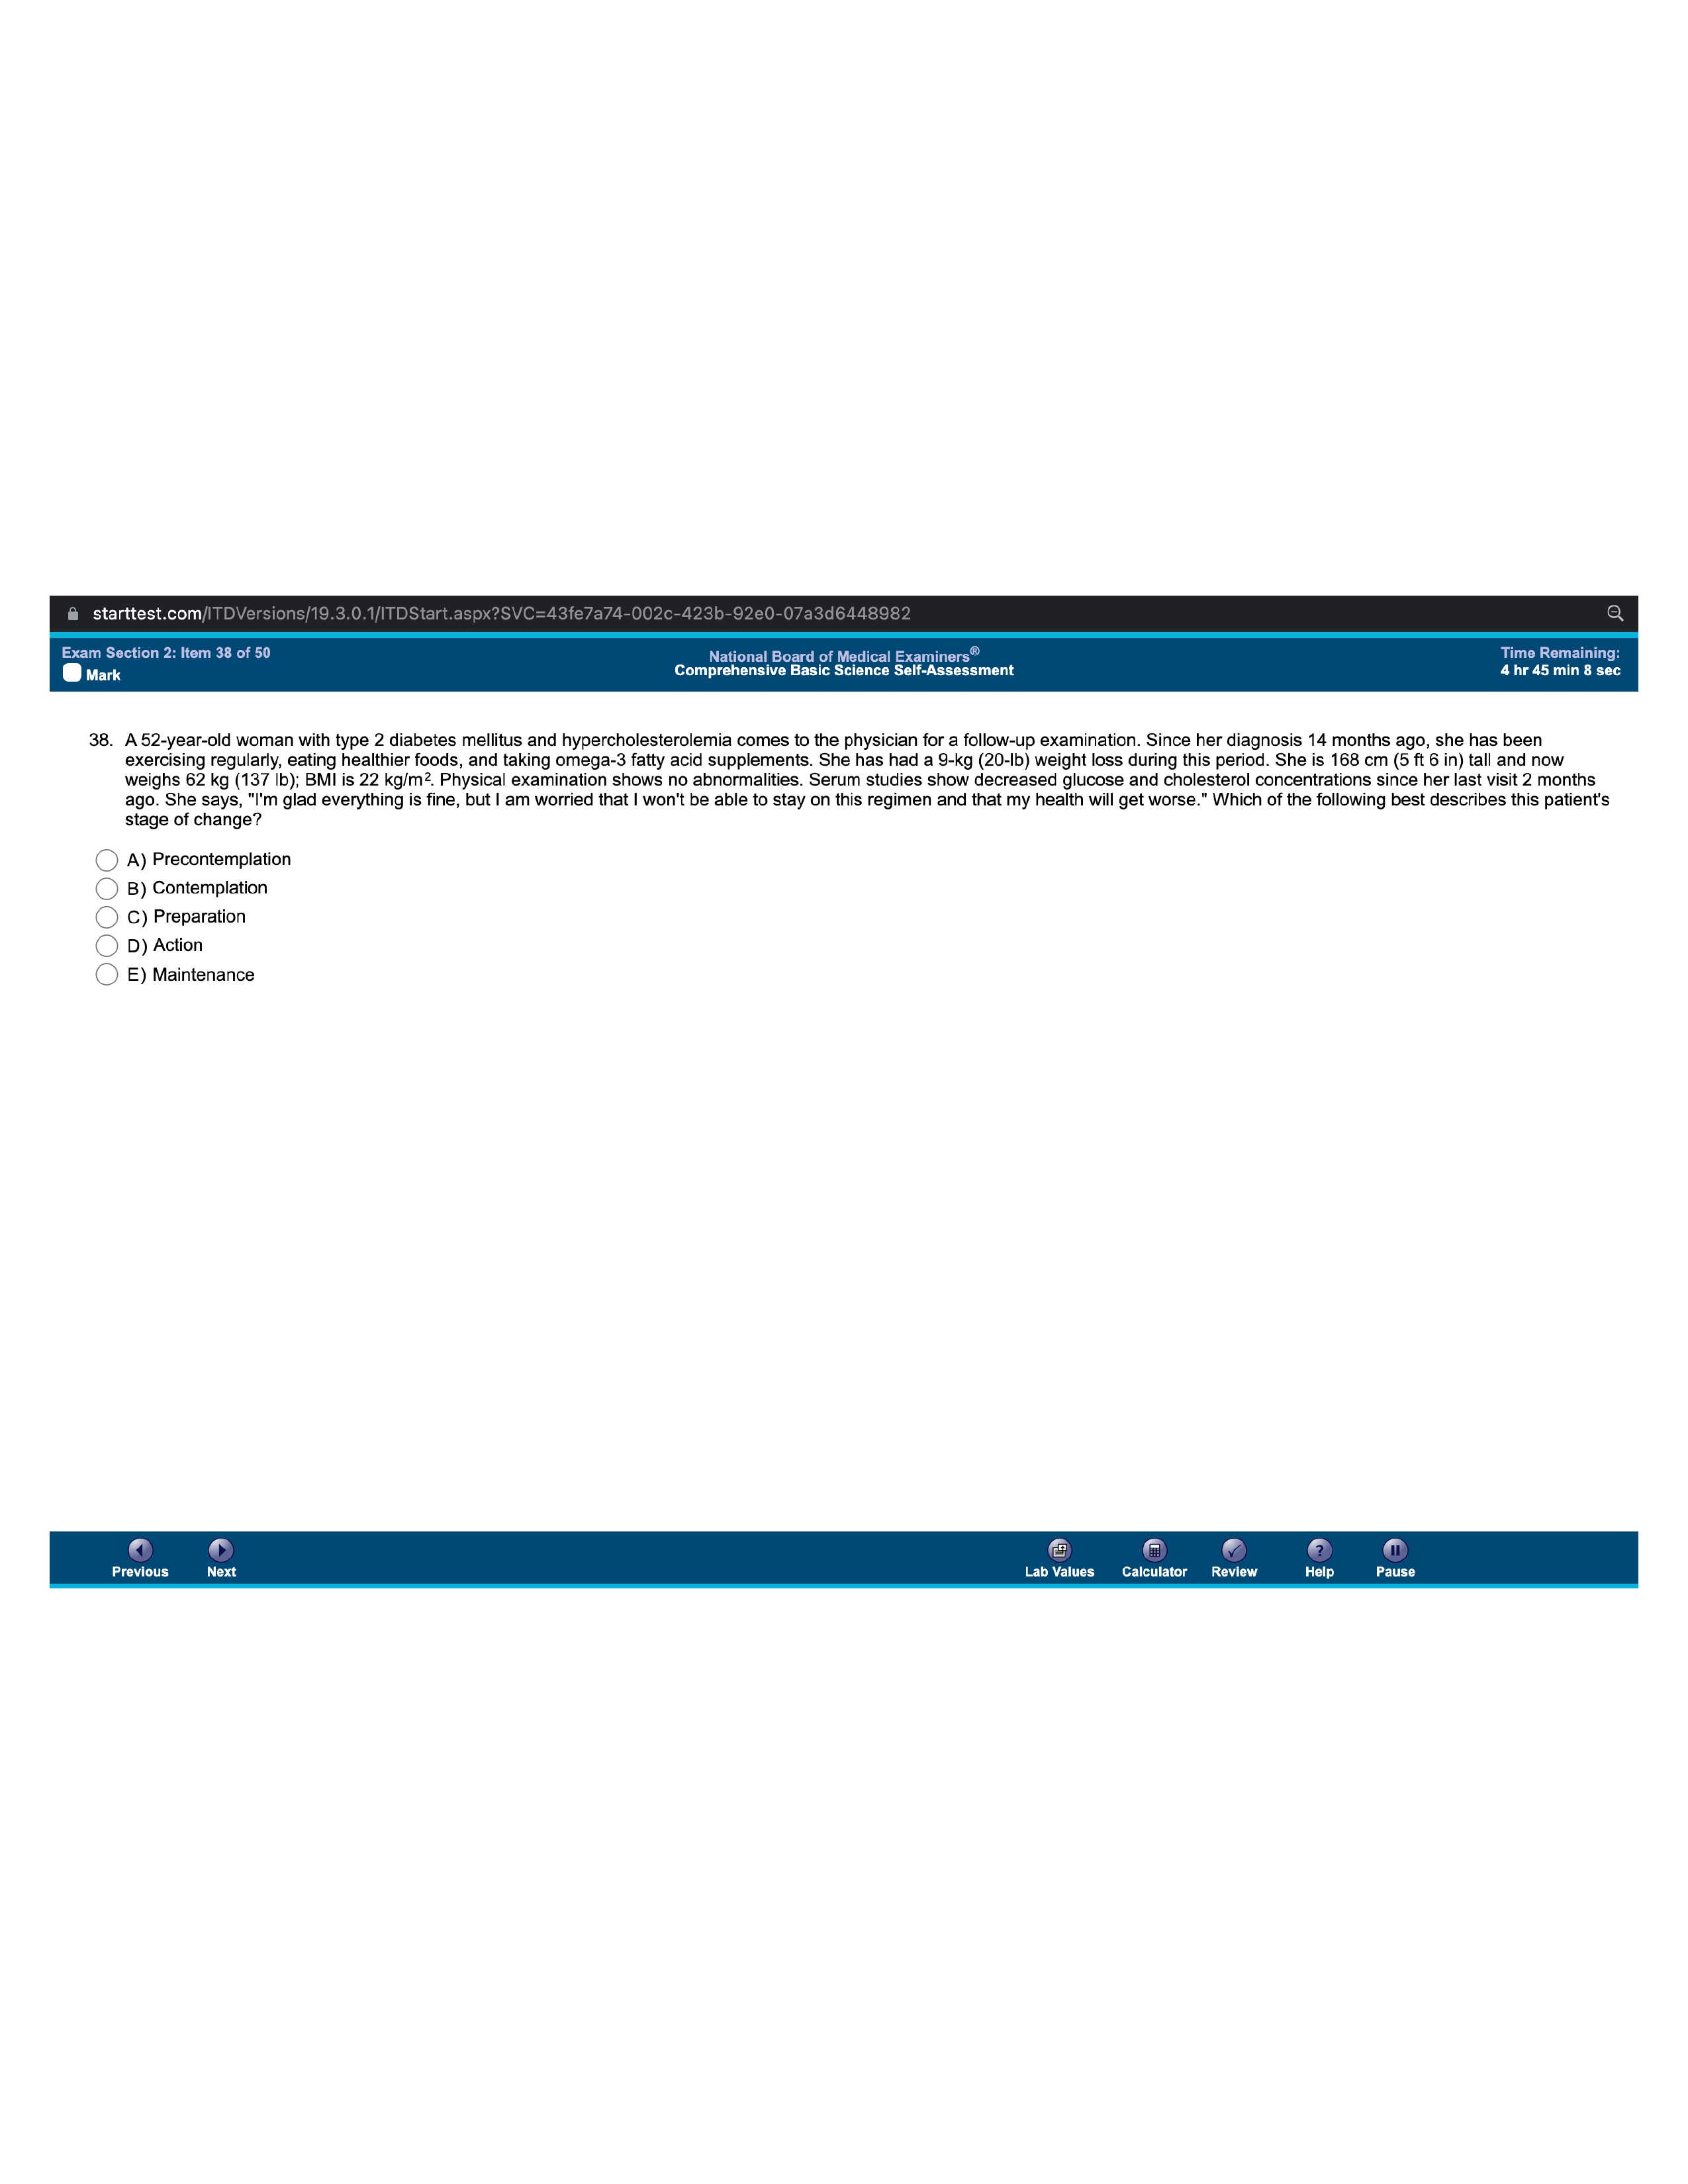 starttest.com/ITDVersions/19.3.0.1/ITDStart.aspx?SVC=43fe7a74-002c-423b-92e0-07a3d6448982
Exam Section 2: Item 38 of 50
Mark
National Board of Medical Examiners®
Comprehensive Basic Science Self-Assessment
Time Remaining:
4 hr 45 min 8 sec
38. A 52-year-old woman with type 2 diabetes mellitus and hypercholesterolemia comes to the physician for a follow-up examination. Since her diagnosis 14 months ago, she has been
exercising regularly, eating healthier foods, and taking omega-3 fatty acid supplements. She has had a 9-kg (20-lb) weight loss during this period. She is 168 cm (5 ft 6 in) tall and now
weighs 62 kg (137 lb); BMI is 22 kg/m². Physical examination shows no abnormalities. Serum studies show decreased glucose and cholesterol concentrations since her last visit 2 months
ago. She says, "I'm glad everything is fine, but I am worried that I won't be able to stay on this regimen and that my health will get worse." Which of the following best describes this patient's
stage of change?
A) Precontemplation
B) Contemplation
C) Preparation
D) Action
E) Maintenance
Previous
Next
Lab Values
Calculator
Review
Help
Pause